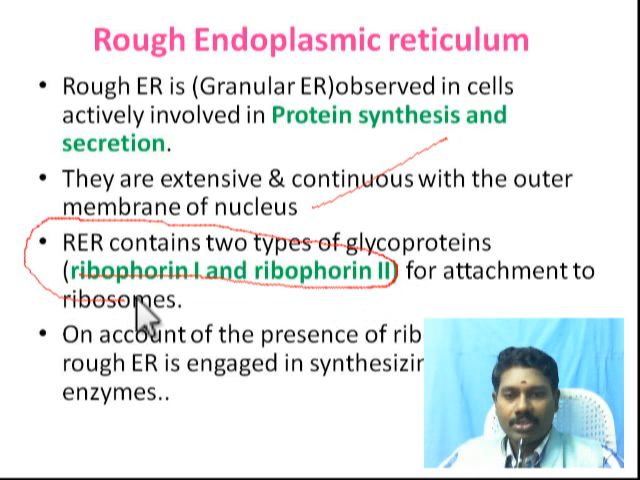 Rough Endoplasmic reticulum
• Rough ER is (Granular ER)observed in cells
actively involved in Protein synthesis and
secretion.
• They are extensive & continuous with the outer
membrane of nucleus
• RER contains two types of glycoproteins
(ribophorin I and ribophorin II) for attachment to
ribosomes.
• On account of the presence of
rough ER is engaged in
enzymes..